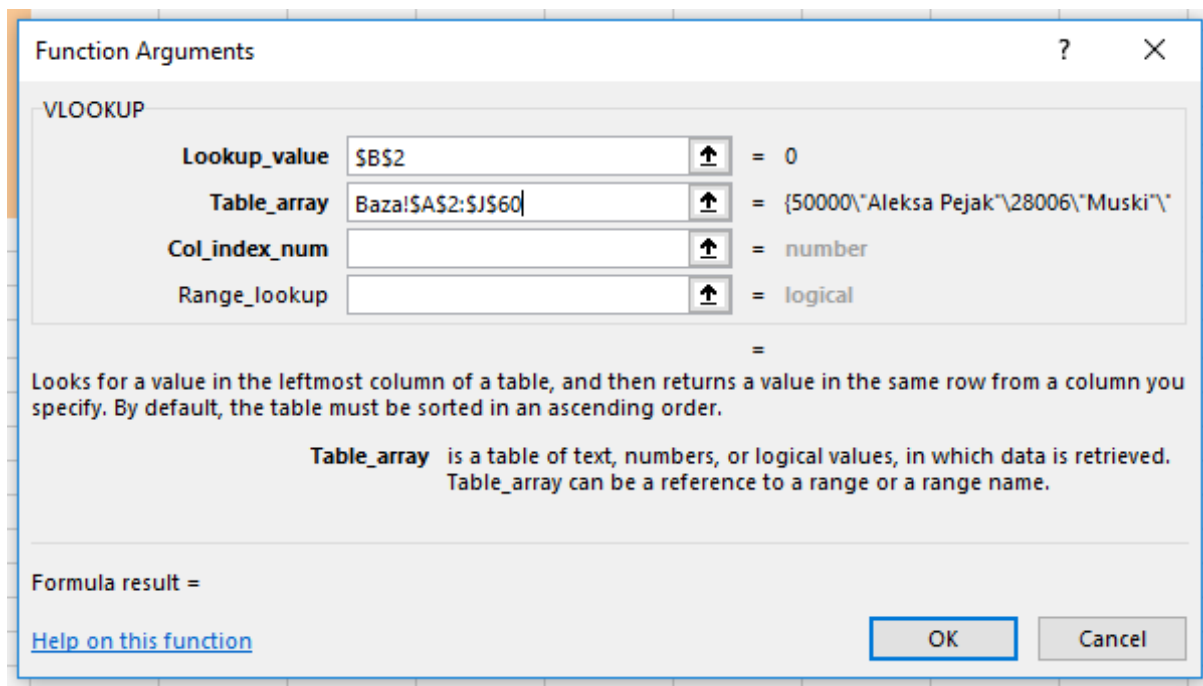 Function Arguments ? ×
VLOOKUP
Lookup_value $B$2 = 0
Table_array Baza!$A$2:$J$60 = {50000\"Aleksa Pejak"\28006\"Muski"\"
Col_index_num = number
Range_lookup = logical
=
Looks for a value in the leftmost column of a table, and then returns a value in the same row from a column you
specify. By default, the table must be sorted in an ascending order.
Table_array is a table of text, numbers, or logical values, in which data is retrieved.
Table_array can be a reference to a range or a range name.
Formula result =
Help on this function OK Cancel